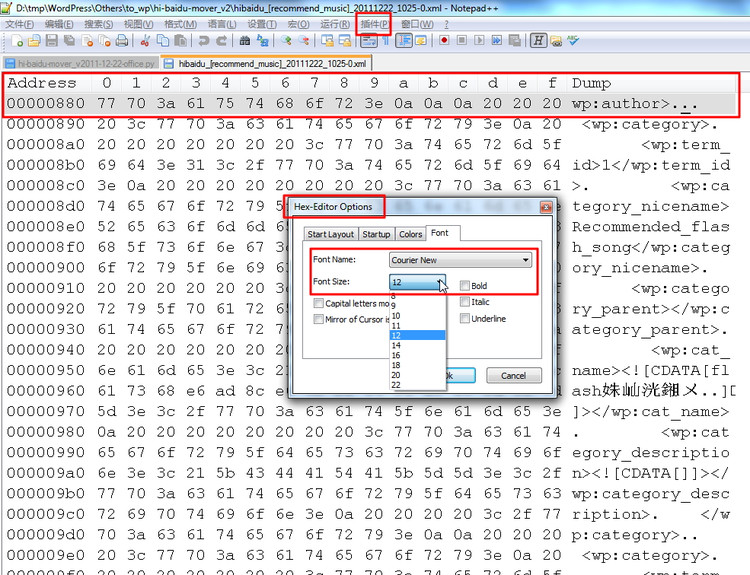 D:\tmp\WordPress\Others\to_wp\hi-baidu-mover_v2\hibaidu_[recommend_music]_20111222_1025-0.xml - Notepad++
文件(F) 编辑(E) 搜索(S) 视图(V) 格式(M) 语言(L) 设置(T) 宏(O) 运行(R) 插件(P) 窗口(W) ?
hi-baidu-mover_v2011-12-22-office.py hibaidu_[recommend_music]_20111222_1025-0.xml
Address 0 1 2 3 4 5 6 7 8 9 a b c d e f Dump
00000880 77 70 3a 61 75 74 68 6f 72 3e 0a 0a 0a 20 20 20 wp:author>...
00000890 20 3c 77 70 3a 63 61 74 65 67 6f 72 79 3e 0a 20 <wp:category>.
000008a0 20 20 20 20 20 20 3c 77 70 3a 74 65 72 6d 5f <wp:term_
000008b0 69 64 3e 31 3c 2f 77 70 3a 74 65 72 6d 5f 69 64 id>1</wp:term_id
000008c0 3e 0a 20 20 20 20 20 20 20 20 3c 77 70 3a 63 61 >. <wp:ca
000008d0 74 65 67 6f 72 79 tegory_nicename>
000008e0 52 65 63 6f 6d 6d Recommended_flas
000008f0 68 5f 73 6f 6e 67 h_song</wp:categ
00000900 6f 72 79 5f 6e 69 ory_nicename>.
00000910 20 20 20 20 20 20 <wp:catego
00000920 72 79 5f 70 61 72 ry_parent></wp:c
00000930 61 74 65 67 6f 72 ategory_parent>.
00000940 20 20 20 20 20 20 <wp:cat_
00000950 6e 61 6d 65 3e 3c name><![CDATA[fl
00000960 61 73 68 e6 ad 8c
00000970 5d 3e 3c 2f 77 70 3a 63 61 74 5f 6e 61 6d 65 3e ]></wp:cat_name>
00000980 0a 20 20 20 20 20 20 20 20 3c 77 70 3a 63 61 74 . <wp:cat
00000990 65 67 6f 72 79 5f 64 65 73 63 72 69 70 74 69 6f egory_descriptio
000009a0 6e 3e 3c 21 5b 43 44 41 54 41 5b 5d 5d 3e 3c 2f n><![CDATA[]]></
000009b0 77 70 3a 63 61 74 65 67 6f 72 79 5f 64 65 73 63 wp:category_desc
000009c0 72 69 70 74 69 6f 6e 3e 0a 20 20 20 20 3c 2f 77 ription>. </w
000009d0 70 3a 63 61 74 65 67 6f 72 79 3e 0a 0a 20 20 20 p:category>..
000009e0 20 3c 77 70 3a 63 61 74 65 67 6f 72 79 3e 0a 20 <wp:category>.
Hex-Editor Options
Start Layout Startup Colors Font
Font Name: Courier New
Font Size: 12
Bold
Capital letters mo
Italic
Mirror of Cursor is
Underline
8
9
10
11
12
14
16
18
20
22
Ok
Cancel